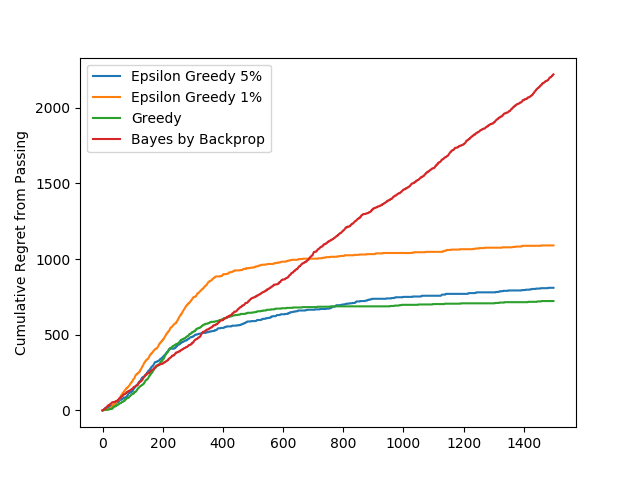 Epsilon Greedy 5%
Epsilon Greedy 1%
Greedy
Bayes by Backprop
Cumulative Regret from Passing
2000
1500
1000
500
0
0 200 400 600 800 1000 1200 1400